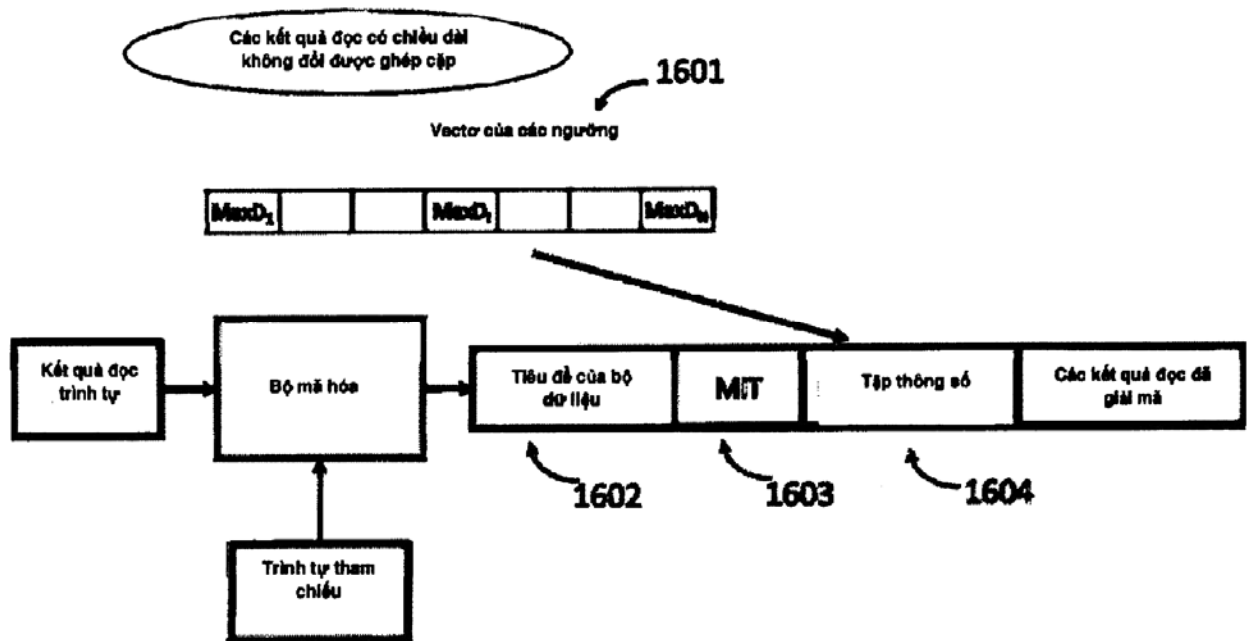 Các kết quả đọc có chiều dài
không đổi được ghép cặp
1601
Vectơ của các ngưỡng
MaxD₁ MaxDᵢ MaxDN
Kết quả đọc
trình tự
Bộ mã hóa
Tiêu đề của bộ
dữ liệu
MIT
Tập thông số
Các kết quả đọc đã
giải mã
1602
1603
1604
Trình tự tham
chiếu